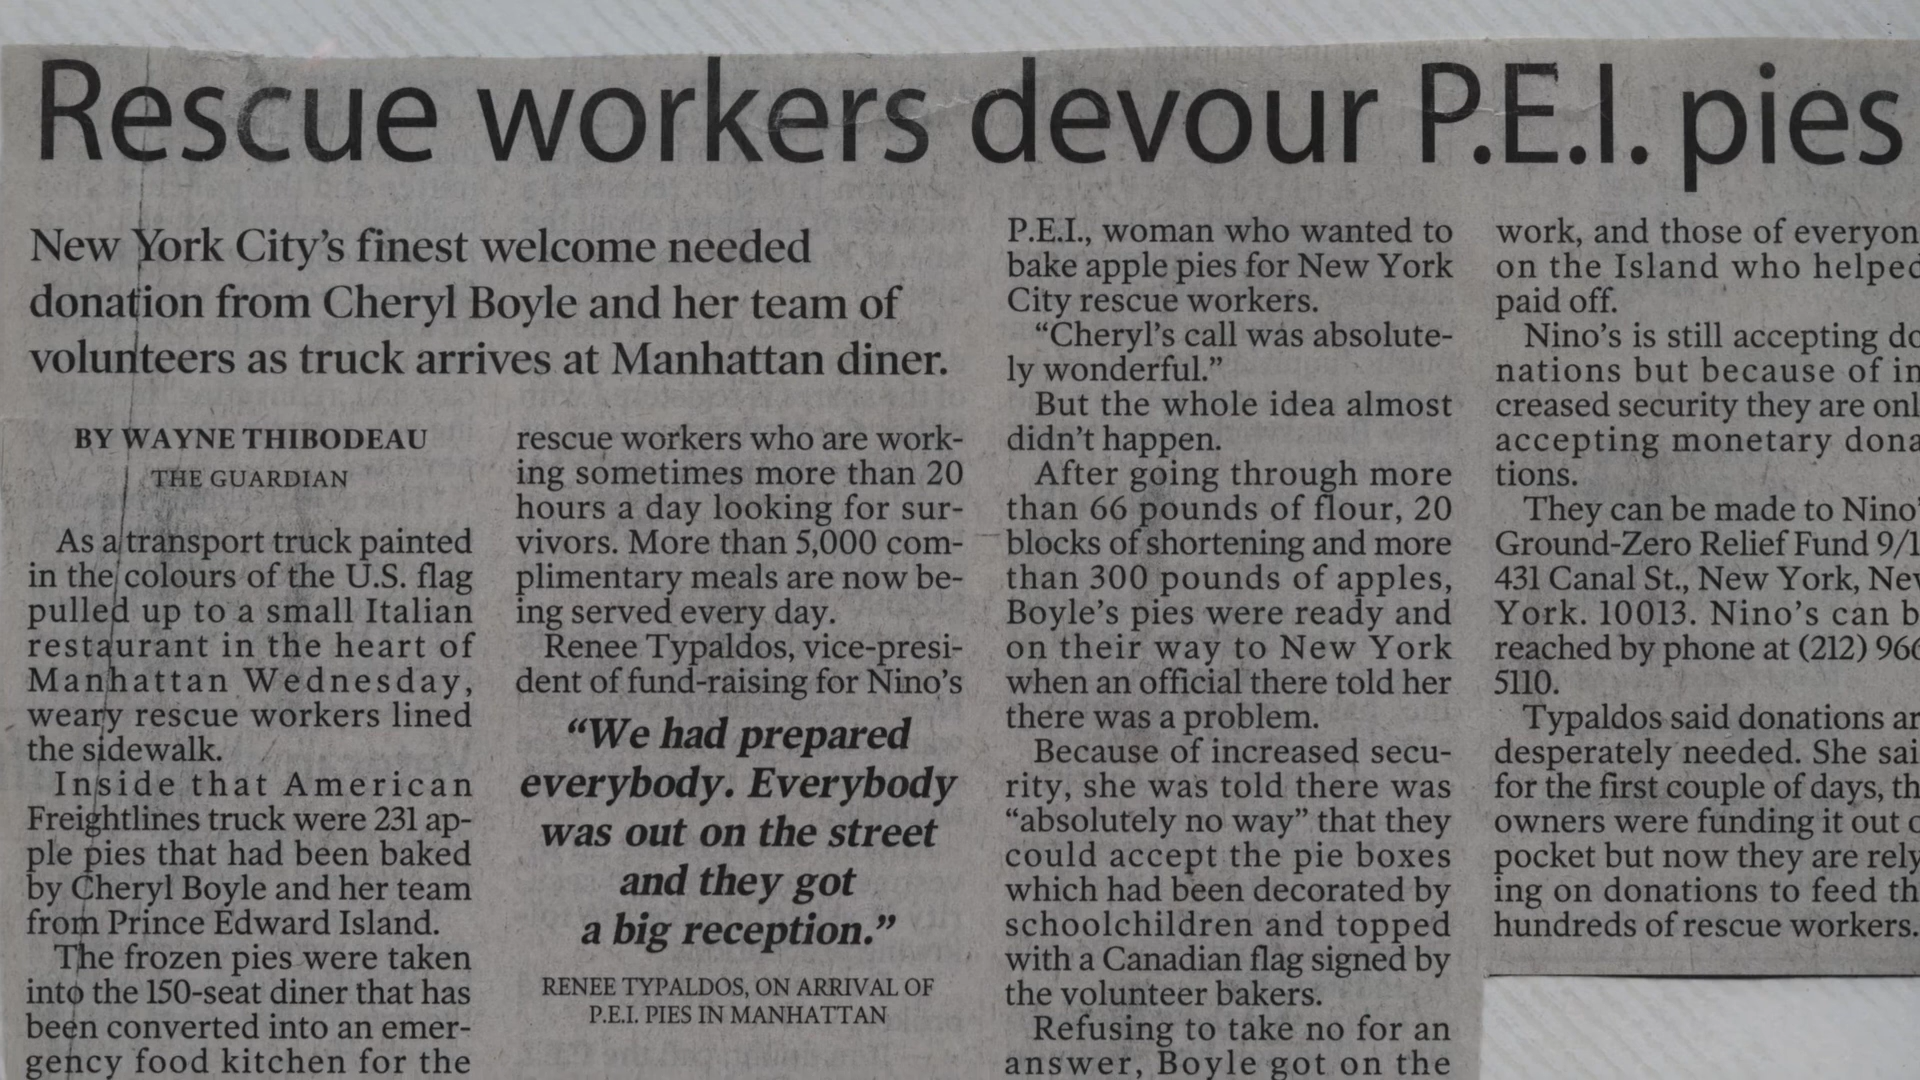 Rescue workers devour P.E.I. pies
New York City's finest welcome needed
donation from Cheryl Boyle and her team of
volunteers as truck arrives at Manhattan diner.
BY WAYNE THIBODEAU
THE GUARDIAN
As a transport truck painted
in the colours of the U.S. flag
pulled up to a small Italian
restaurant in the heart of
Manhattan Wednesday,
weary rescue workers lined
the sidewalk.
Inside that American
Freightlines truck were 231 ap-
ple pies that had been baked
by Cheryl Boyle and her team
from Prince Edward Island.
The frozen pies were taken
into the 150-seat diner that has
been converted into an emer-
gency food kitchen for the
rescue workers who are work-
ing sometimes more than 20
hours a day looking for sur-
vivors. More than 5,000 com-
plimentary meals are now be-
ing served every day.
Renee Typaldos, vice-presi-
dent of fund-raising for Nino's
“We had prepared
everybody. Everybody
was out on the street
and they got
a big reception.”
RENEE TYPALDOS, ON ARRIVAL OF
P.E.I. PIES IN MANHATTAN
P.E.I., woman who wanted to
bake apple pies for New York
City rescue workers.
“Cheryl's call was absolute-
ly wonderful.”
But the whole idea almost
didn't happen.
After going through more
than 66 pounds of flour, 20
blocks of shortening and more
than 300 pounds of apples,
Boyle's pies were ready and
on their way to New York
when an official there told her
there was a problem.
Because of increased secu-
rity, she was told there was
“absolutely no way” that they
could accept the pie boxes
which had been decorated by
schoolchildren and topped
with a Canadian flag signed by
the volunteer bakers.
Refusing to take no for an
answer, Boyle got on the
work, and those of everyon
on the Island who helped
paid off.
Nino's is still accepting do
nations but because of in
creased security they are onl
accepting monetary dona
tions.
They can be made to Nino'
Ground-Zero Relief Fund 9/1
431 Canal St., New York, Nev
York. 10013. Nino's can b
reached by phone at (212) 966
5110.
Typaldos said donations ar
desperately needed. She sai
for the first couple of days, th
owners were funding it out o
pocket but now they are rely
ing on donations to feed th
hundreds of rescue workers.